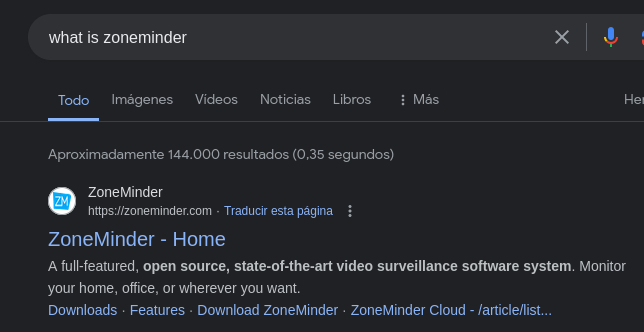 what is zoneminder
Todo Imágenes Videos Noticias Libros Más Her
Aproximadamente 144.000 resultados (0,35 segundos)
ZM ZoneMinder
https://zoneminder.com · Traducir esta página
ZoneMinder - Home
A full-featured, open source, state-of-the-art video surveillance software system. Monitor
your home, office, or wherever you want.
Downloads · Features · Download ZoneMinder · ZoneMinder Cloud - /article/list...